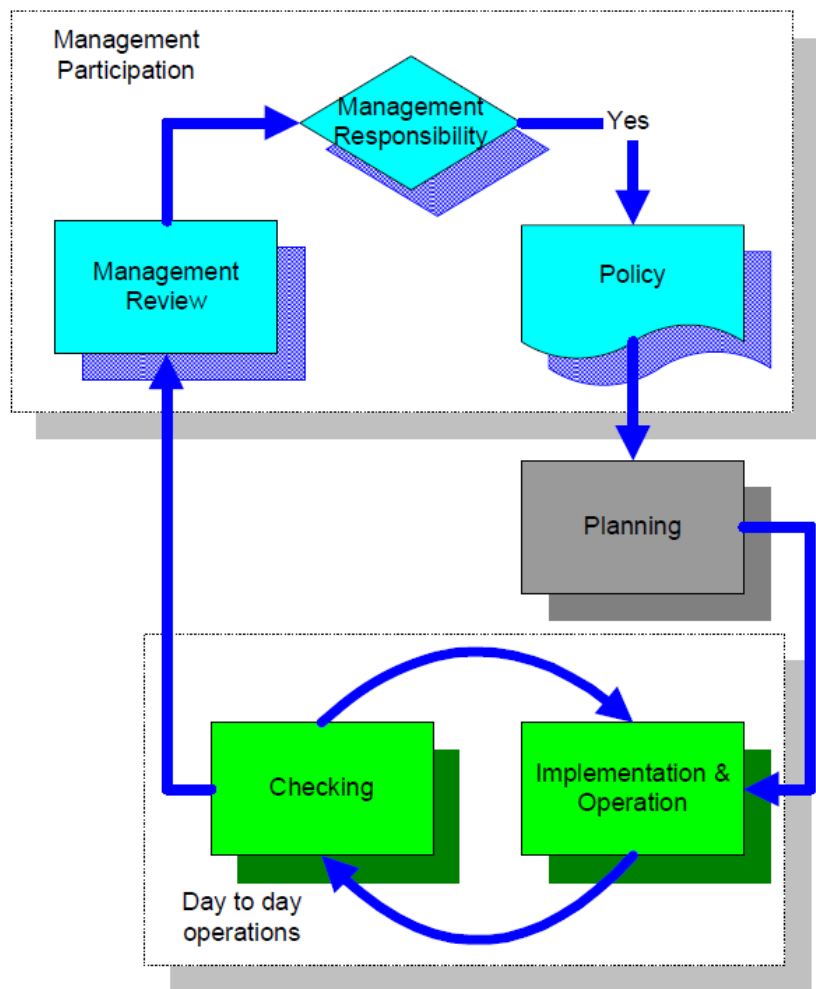 Management
Participation
Management
Responsibility
Yes
Management
Review
Policy
Planning
Checking
Implementation &
Operation
Day to day
operations